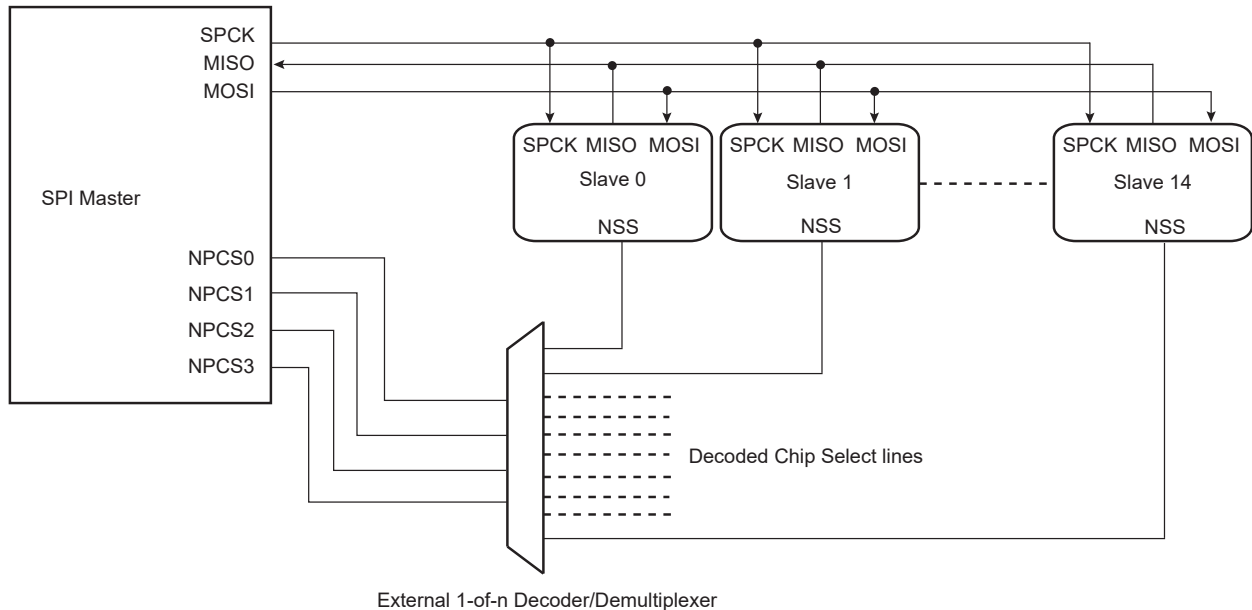 SPCK
MISO
MOSI
SPI Master
NPCS0
NPCS1
NPCS2
NPCS3
SPCK MISO MOSI
Slave 0
NSS
SPCK MISO MOSI
Slave 1
NSS
SPCK MISO MOSI
Slave 14
NSS
Decoded Chip Select lines
External 1-of-n Decoder/Demultiplexer